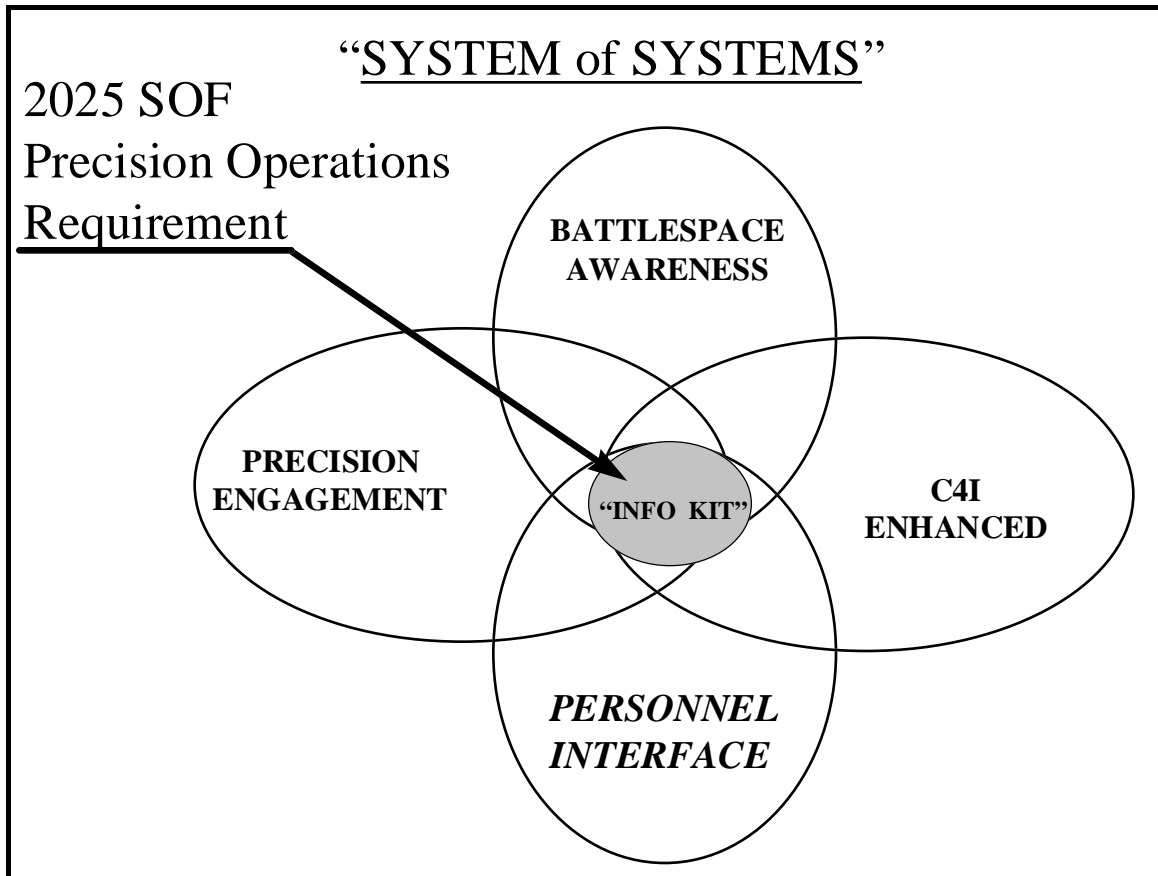 “SYSTEM of SYSTEMS”
2025 SOF
Precision Operations
Requirement
BATTLESPACE
AWARENESS
PRECISION
ENGAGEMENT
“INFO KIT”
C4I
ENHANCED
PERSONNEL
INTERFACE